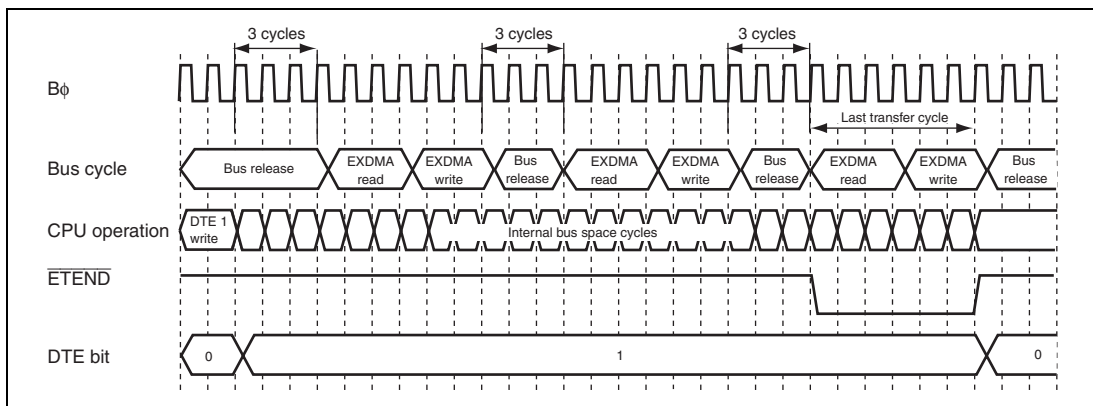 3 cycles 3 cycles 3 cycles
Bφ
Last transfer cycle
Bus cycle
Bus release
EXDMA read
EXDMA write
Bus release
EXDMA read
EXDMA write
Bus release
EXDMA read
EXDMA write
Bus release
CPU operation
DTE 1 write
Internal bus space cycles
ETEND
DTE bit
0
1
0